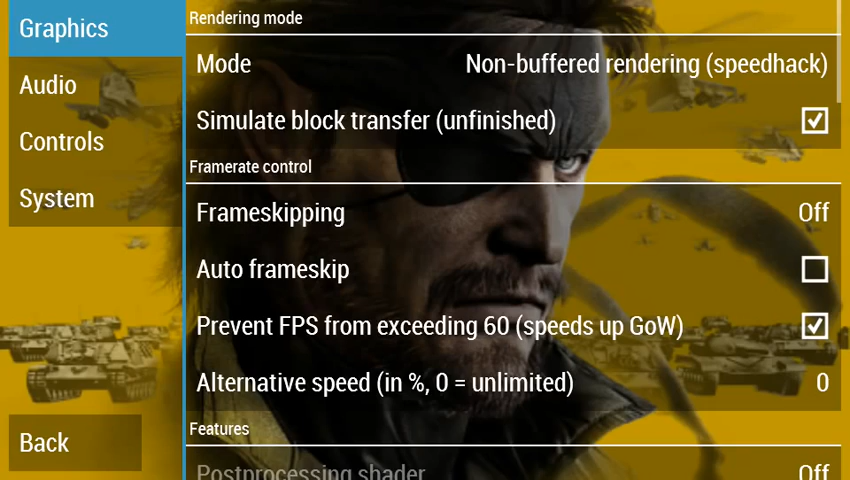 Graphics
Audio
Controls
System
Back
Rendering mode
Mode Non-buffered rendering (speedhack)
Simulate block transfer (unfinished)
Framerate control
Frameskipping Off
Auto frameskip
Prevent FPS from exceeding 60 (speeds up GoW)
Alternative speed (in %, 0 = unlimited) 0
Features
Postprocessing shader Off